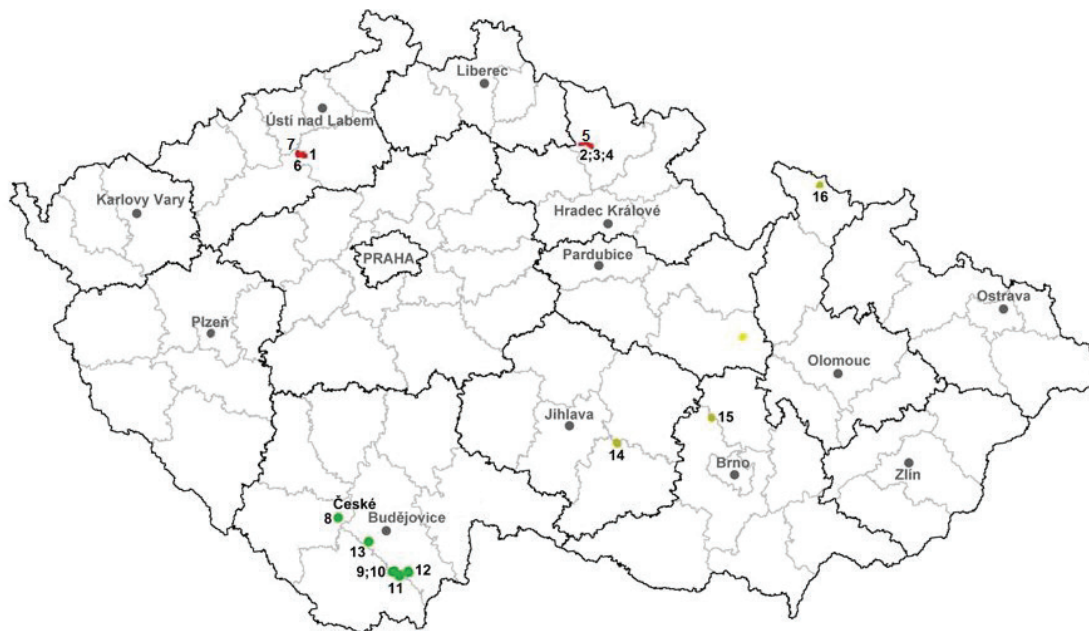 Liberec
Ústí nad Labem
7
1
6
5
2;3;4
Karlovy Vary
16
Hradec Králové
PRAHA
Pardubice
Ostrava
Plzeň
Olomouc
Jihlava
15
14
Brno
Zlín
České
8
Budějovice
13
9;10
12
11